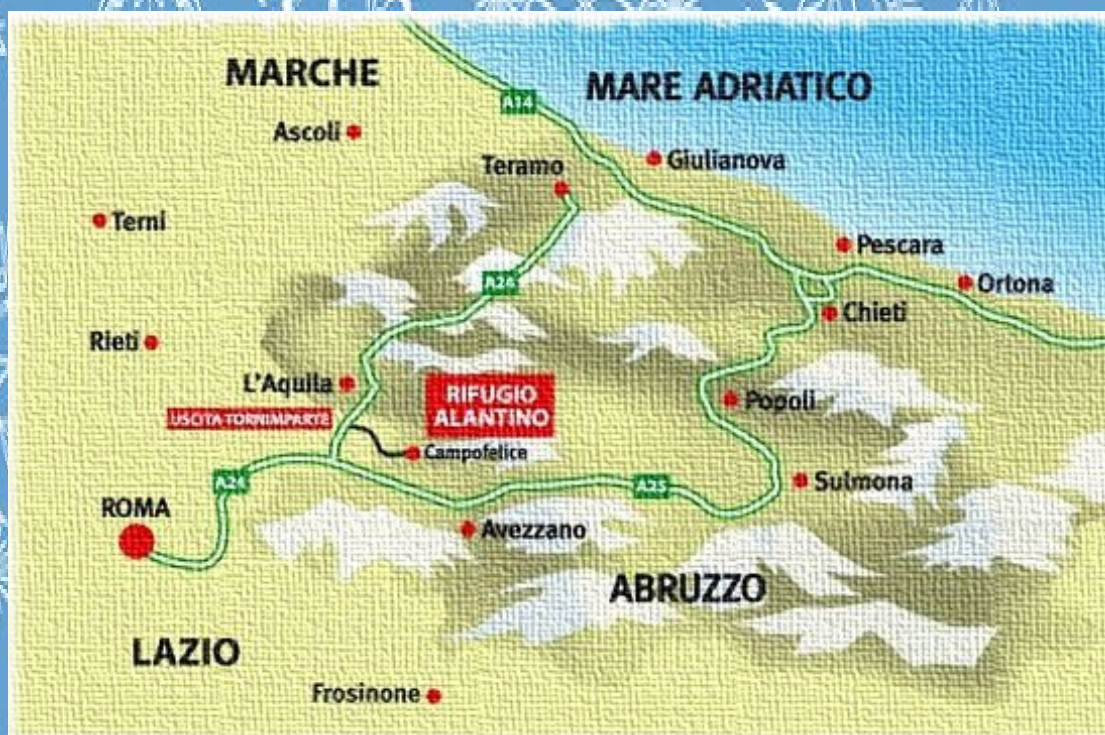 MARCHE
MARE ADRIATICO
A14
Ascoli
Teramo
Giulianova
Terni
Pescara
A24
Ortona
Chieti
Rieti
L'Aquila
RIFUGIO
ALANTINO
Popoli
USCITA TORNIMPARTE
Campofelice
A24
A25
Sulmona
ROMA
Avezzano
ABRUZZO
LAZIO
Frosinone